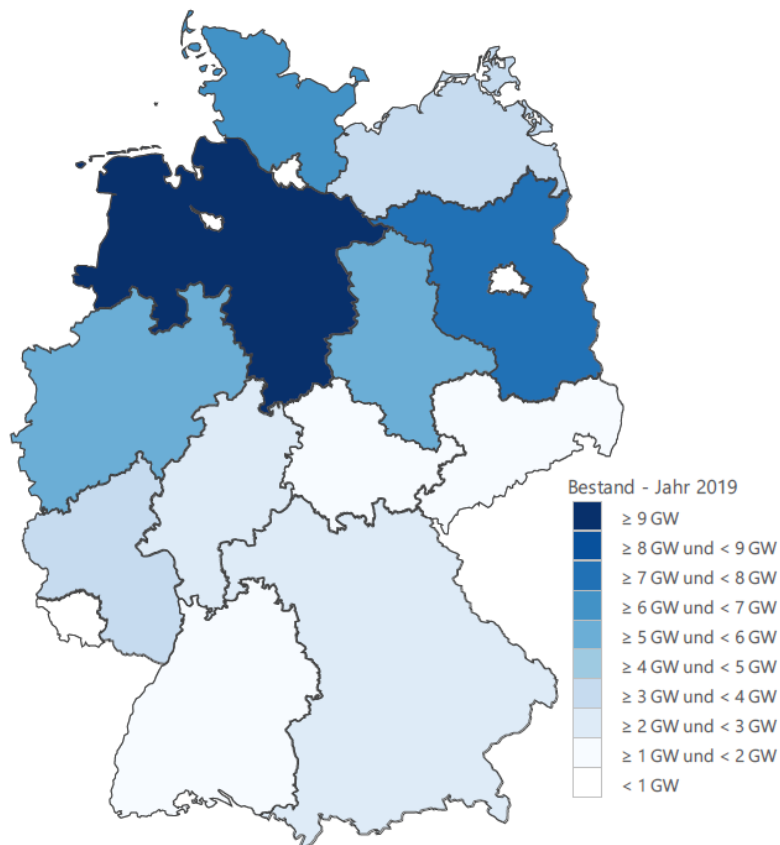 Bestand - Jahr 2019
≥ 9 GW
≥ 8 GW und < 9 GW
≥ 7 GW und < 8 GW
≥ 6 GW und < 7 GW
≥ 5 GW und < 6 GW
≥ 4 GW und < 5 GW
≥ 3 GW und < 4 GW
≥ 2 GW und < 3 GW
≥ 1 GW und < 2 GW
< 1 GW